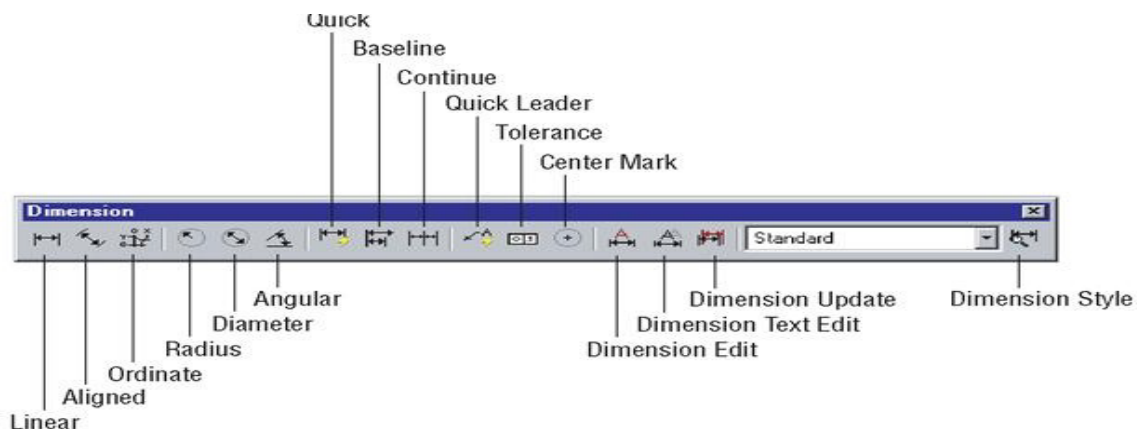 Quick
Baseline
Continue
Quick Leader
Tolerance
Center Mark
Dimension
Standard
Angular
Diameter
Radius
Ordinate
Aligned
Linear
Dimension Update
Dimension Text Edit
Dimension Edit
Dimension Style